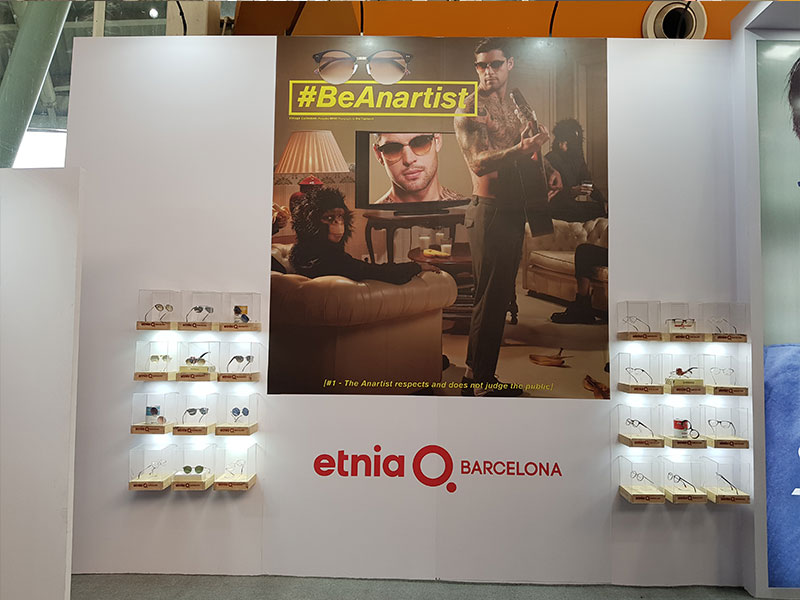 #BeAnartist
[#1 - The Anartist respects and does not judge the public]
etnia O. BARCELONA